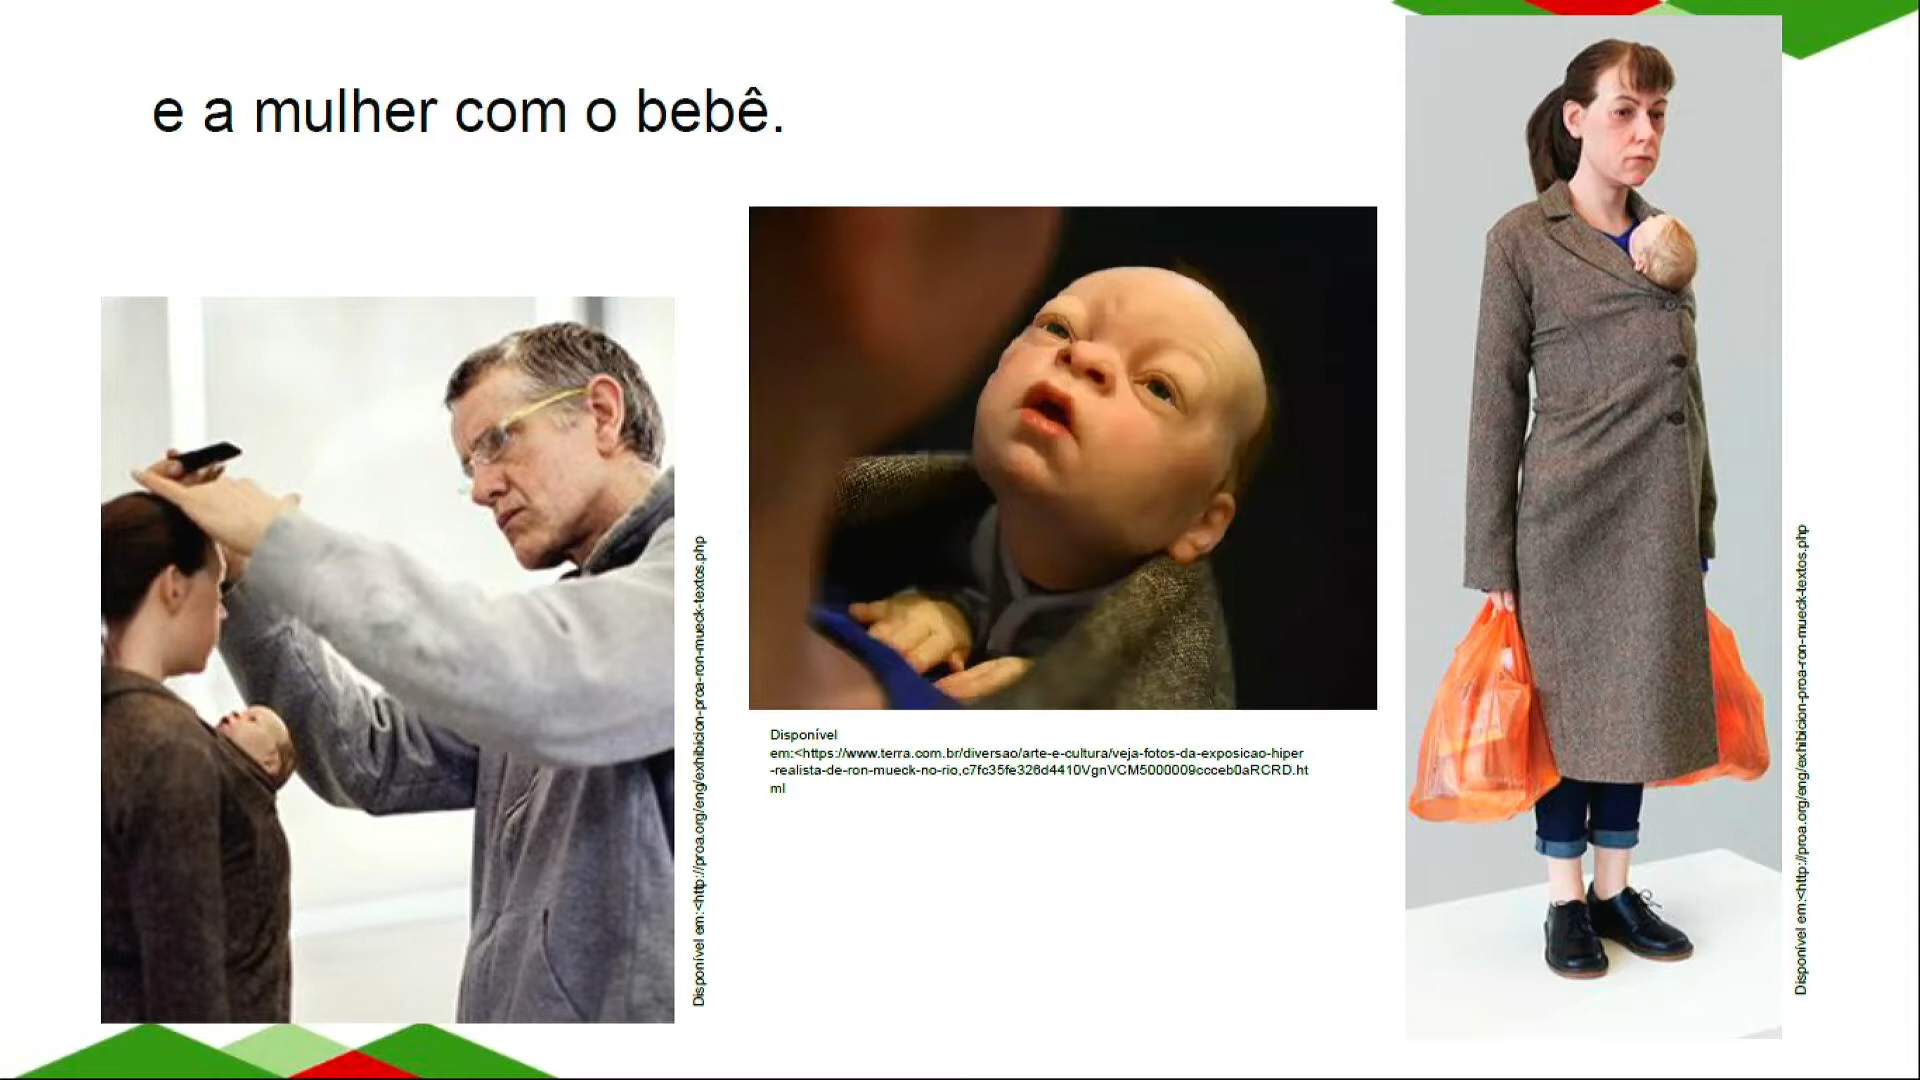 e a mulher com o bebê.
Disponível em:<http://proa.org/eng/exhibicion-proa-ron-mueck-textos.php
Disponível
em:<https://www.terra.com.br/diversao/arte-e-cultura/veja-fotos-da-exposicao-hiper
-realista-de-ron-mueck-no-rio,c7fc35fe326d4410VgnVCM5000009ccceb0aRCRD.ht
ml
Disponível em:<http://proa.org/eng/exhibicion-proa-ron-mueck-textos.php